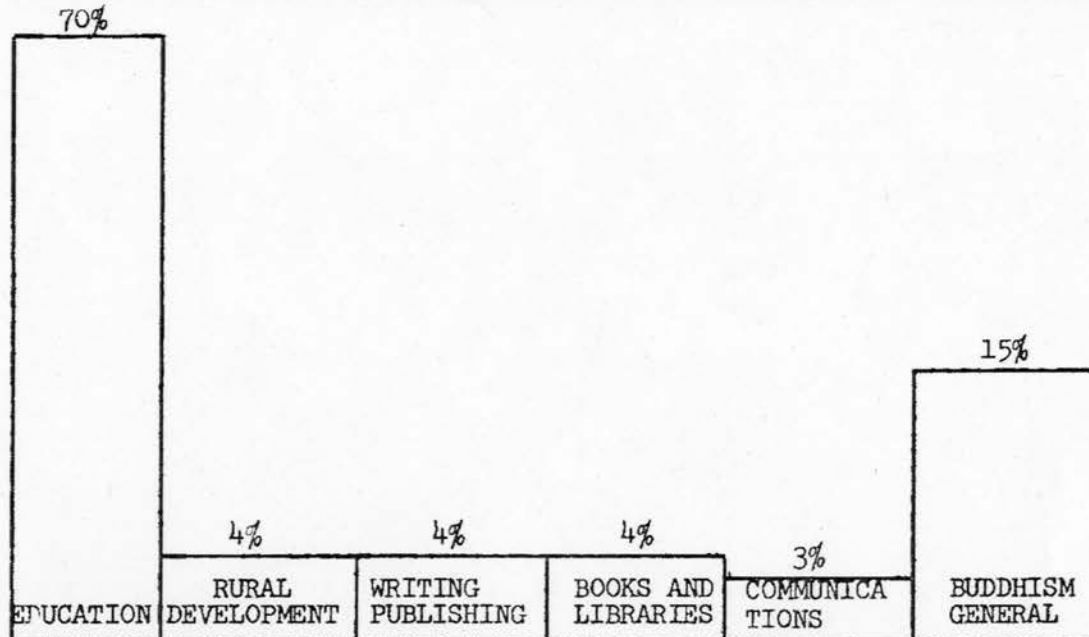 70%
15%
4%
4%
4%
3%
EDUCATION
RURAL
DEVELOPMENT
WRITING
PUBLISHING
BOOKS AND
LIBRARIES
COMMUNICA
TIONS
BUDDHISM
GENERAL